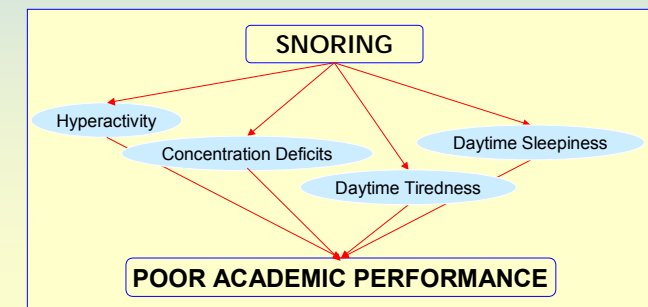 SNORING
Hyperactivity
Concentration Deficits
Daytime Tiredness
Daytime Sleepiness
POOR ACADEMIC PERFORMANCE